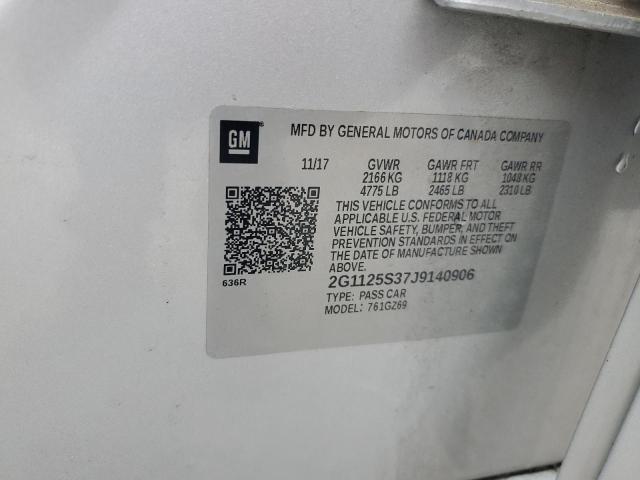 GM
MFD BY GENERAL MOTORS OF CANADA COMPANY
11/17 GVWR GAWR FRT GAWR RR
2166 KG 1118 KG 1048 KG
4775 LB 2465 LB 2310 LB
THIS VEHICLE CONFORMS TO ALL
APPLICABLE U.S. FEDERAL MOTOR
VEHICLE SAFETY, BUMPER, AND THEFT
PREVENTION STANDARDS IN EFFECT ON
THE DATE OF MANUFACTURE SHOWN
ABOVE.
2G1125S37J9140906
TYPE: PASS CAR
MODEL: 761GZ69
636R